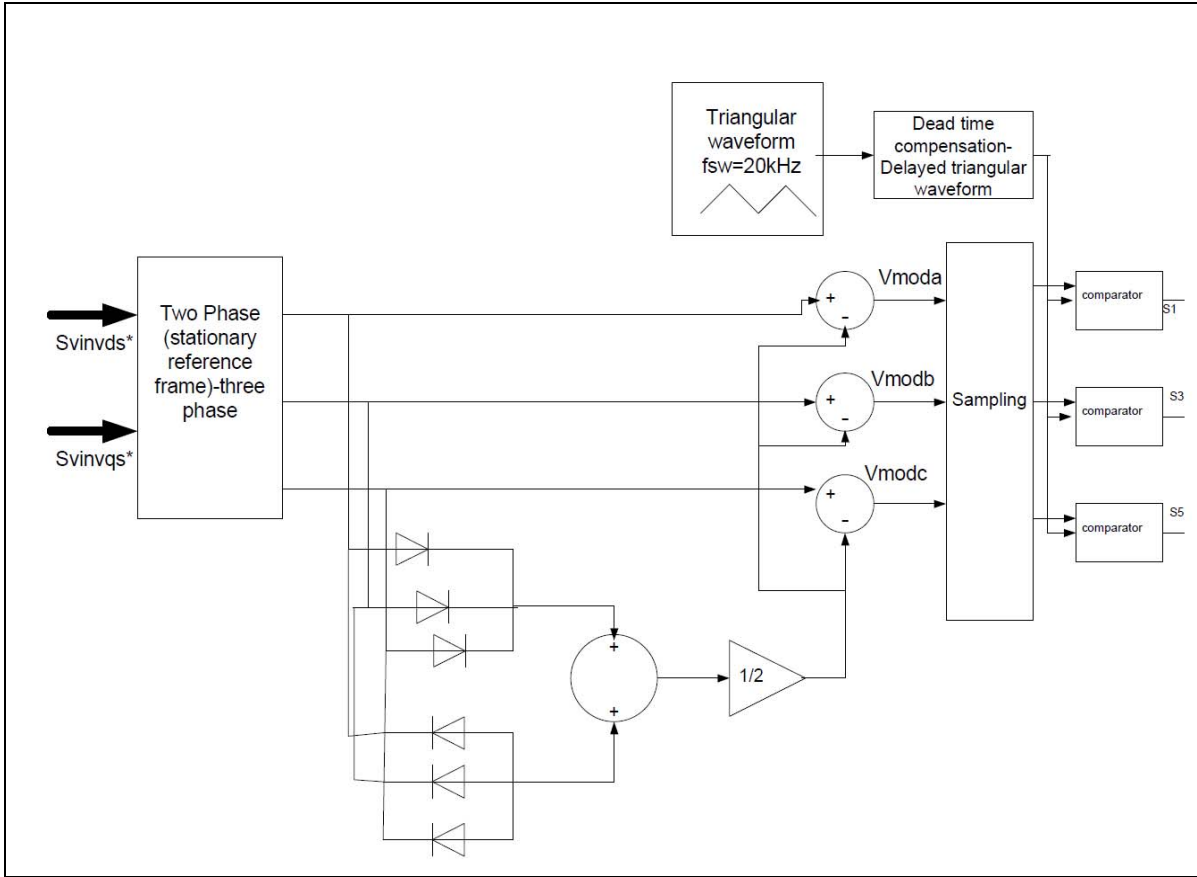 Triangular
waveform
fsw=20kHz
Dead time
compensation-
Delayed triangular
waveform
Svinvds*
Svinvqs*
Two Phase
(stationary
reference
frame)-three
phase
+
-
Vmoda
+
-
Vmodb
+
-
Vmodc
Sampling
comparator
S1
comparator
S3
comparator
S5
+
+
1/2